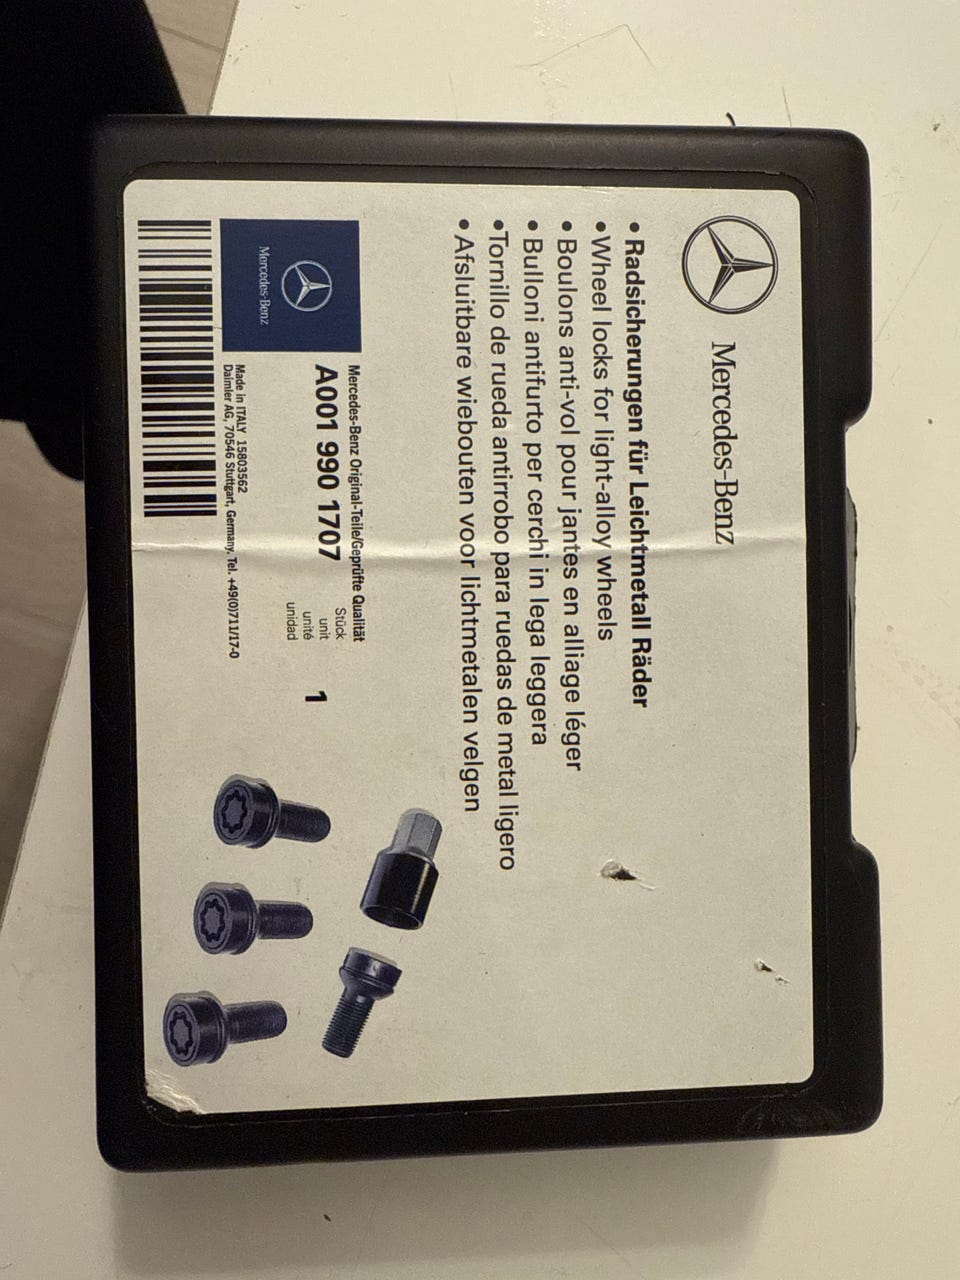 Mercedes-Benz
• Radsicherungen für Leichtmetall Räder
• Wheel locks for light-alloy wheels
• Boulons anti-vol pour jantes en alliage léger
• Bulloni antifurto per cerchi in lega leggera
•Tornillo de rueda antirrobo para ruedas de metal ligero
• Afsluitbare wiebouten voor lichtmetalen velgen
Mercedes-Benz
Mercedes-Benz Original-Teile/Geprüfte Qualität
A001 990 1707
Stück
unit
unité
unidad
1
Made in ITALY 15803562
Daimler AG, 70546 Stuttgart, Germany. Tel. +49(0)711/17-0